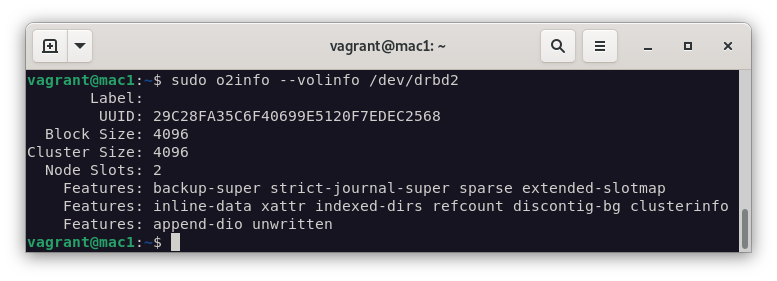 vagrant@mac1: ~
vagrant@mac1:~$ sudo o2info --volinfo /dev/drbd2
Label:
UUID: 29C28FA35C6F40699E5120F7EDEC2568
Block Size: 4096
Cluster Size: 4096
Node Slots: 2
Features: backup-super strict-journal-super sparse extended-slotmap
Features: inline-data xattr indexed-dirs refcount discontig-bg clusterinfo
Features: append-dio unwritten
vagrant@mac1:~$